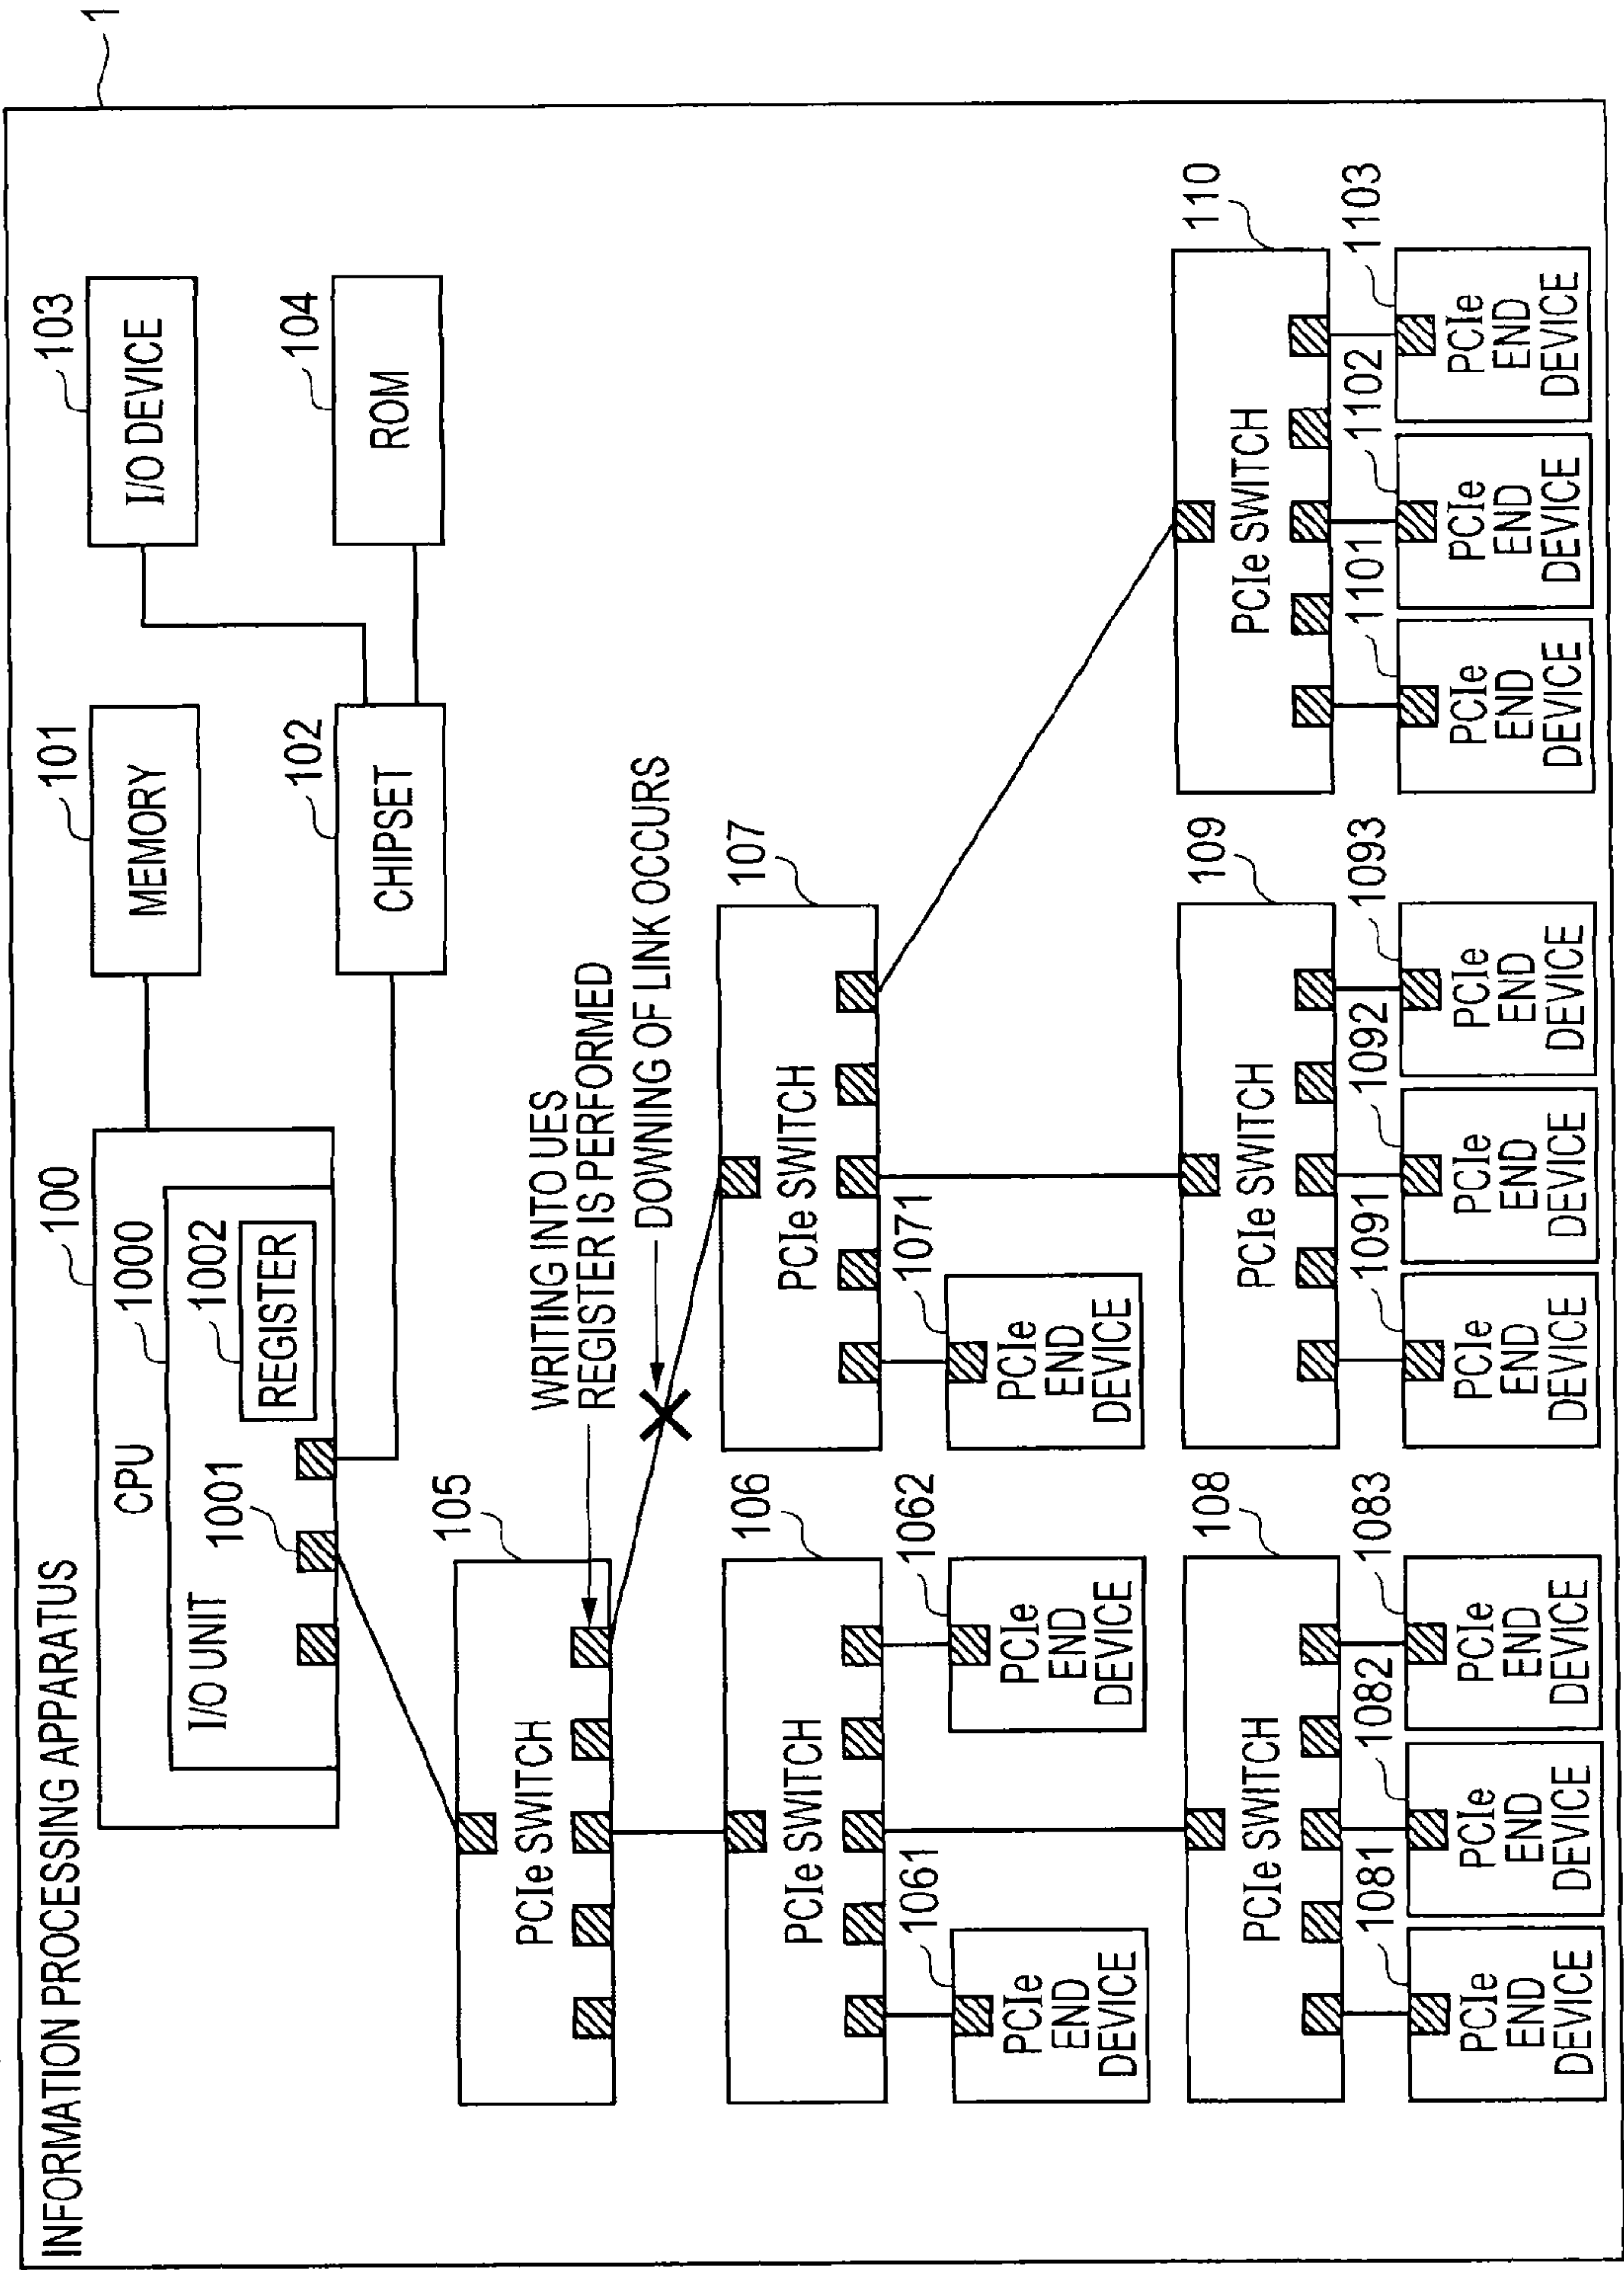 1
INFORMATION PROCESSING APPARATUS
100
CPU
1000
I/O UNIT
1001
1002
REGISTER
101
MEMORY
103
I/O DEVICE
102
CHIPSET
104
ROM
105
PCIe SWITCH
WRITING INTO UES
REGISTER IS PERFORMED
DOWNING OF LINK OCCURS
106
PCIe SWITCH
107
PCIe SWITCH
1061
PCIe
END
DEVICE
1062
PCIe
END
DEVICE
1071
PCIe
END
DEVICE
108
PCIe SWITCH
109
PCIe SWITCH
110
PCIe SWITCH
1081
PCIe
END
DEVICE
1082
PCIe
END
DEVICE
1083
PCIe
END
DEVICE
1091
PCIe
END
DEVICE
1092
PCIe
END
DEVICE
1093
PCIe
END
DEVICE
1101
PCIe
END
DEVICE
1102
PCIe
END
DEVICE
1103
PCIe
END
DEVICE